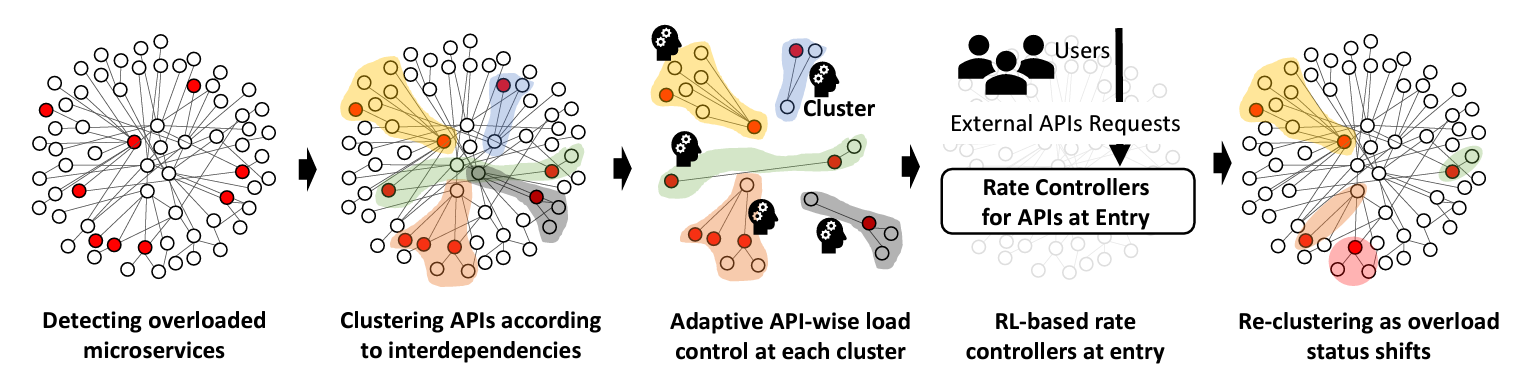 Users
Cluster
External APIs Requests
Rate Controllers
for APIs at Entry
Detecting overloaded
microservices
Clustering APIs according
to interdependencies
Adaptive API-wise load
control at each cluster
RL-based rate
controllers at entry
Re-clustering as overload
status shifts